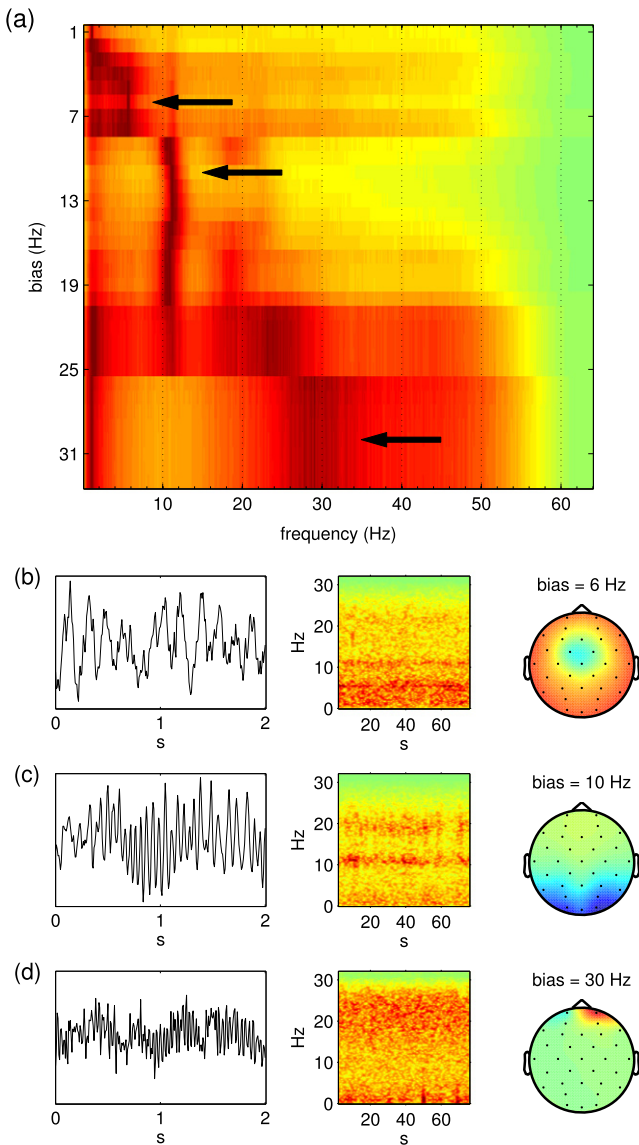 (a)
1
7
13
19
25
31
bias (Hz)
10 20 30 40 50 60
frequency (Hz)
(b)
0 1 2
s
Hz
30
20
10
0
20 40 60
s
bias = 6 Hz
(c)
0 1 2
s
Hz
30
20
10
0
20 40 60
s
bias = 10 Hz
(d)
0 1 2
s
Hz
30
20
10
0
20 40 60
s
bias = 30 Hz